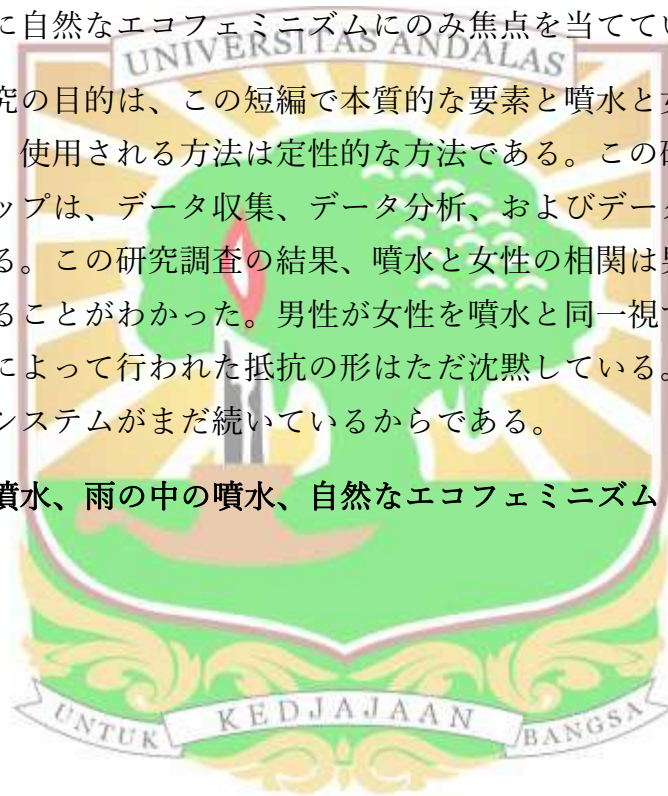 に自然なエコフェミニズムにのみ焦点を当ててい
UNIVERSITAS ANDALAS
究の目的は、この短編で本質的な要素と噴水と
、使用される方法は定性的な方法である。この
ップは、データ収集、データ分析、およびデータ
る。この研究調査の結果、噴水と女性の相関は
ることがわかった。男性が女性を噴水と同一視
によって行われた抵抗の形はただ沈黙している。
システムがまだ続いているからである。
噴水、雨の中の噴水、自然なエコフェミニズム
UNTUK KEDJAJAAN BANGSA